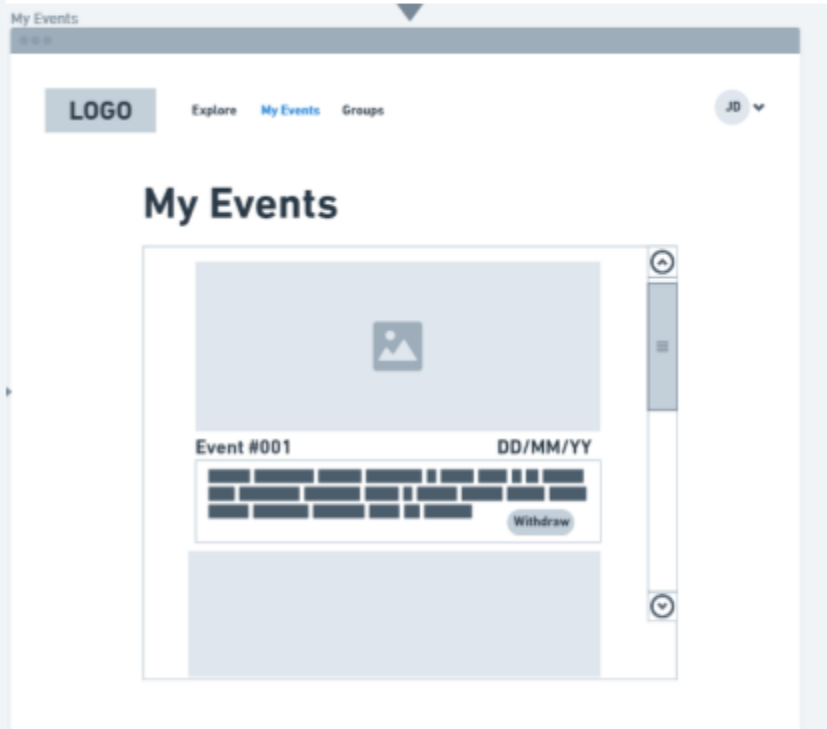 My Events
LOGO Explore My Events Groups JD
My Events
Event #001 DD/MM/YY
Withdraw